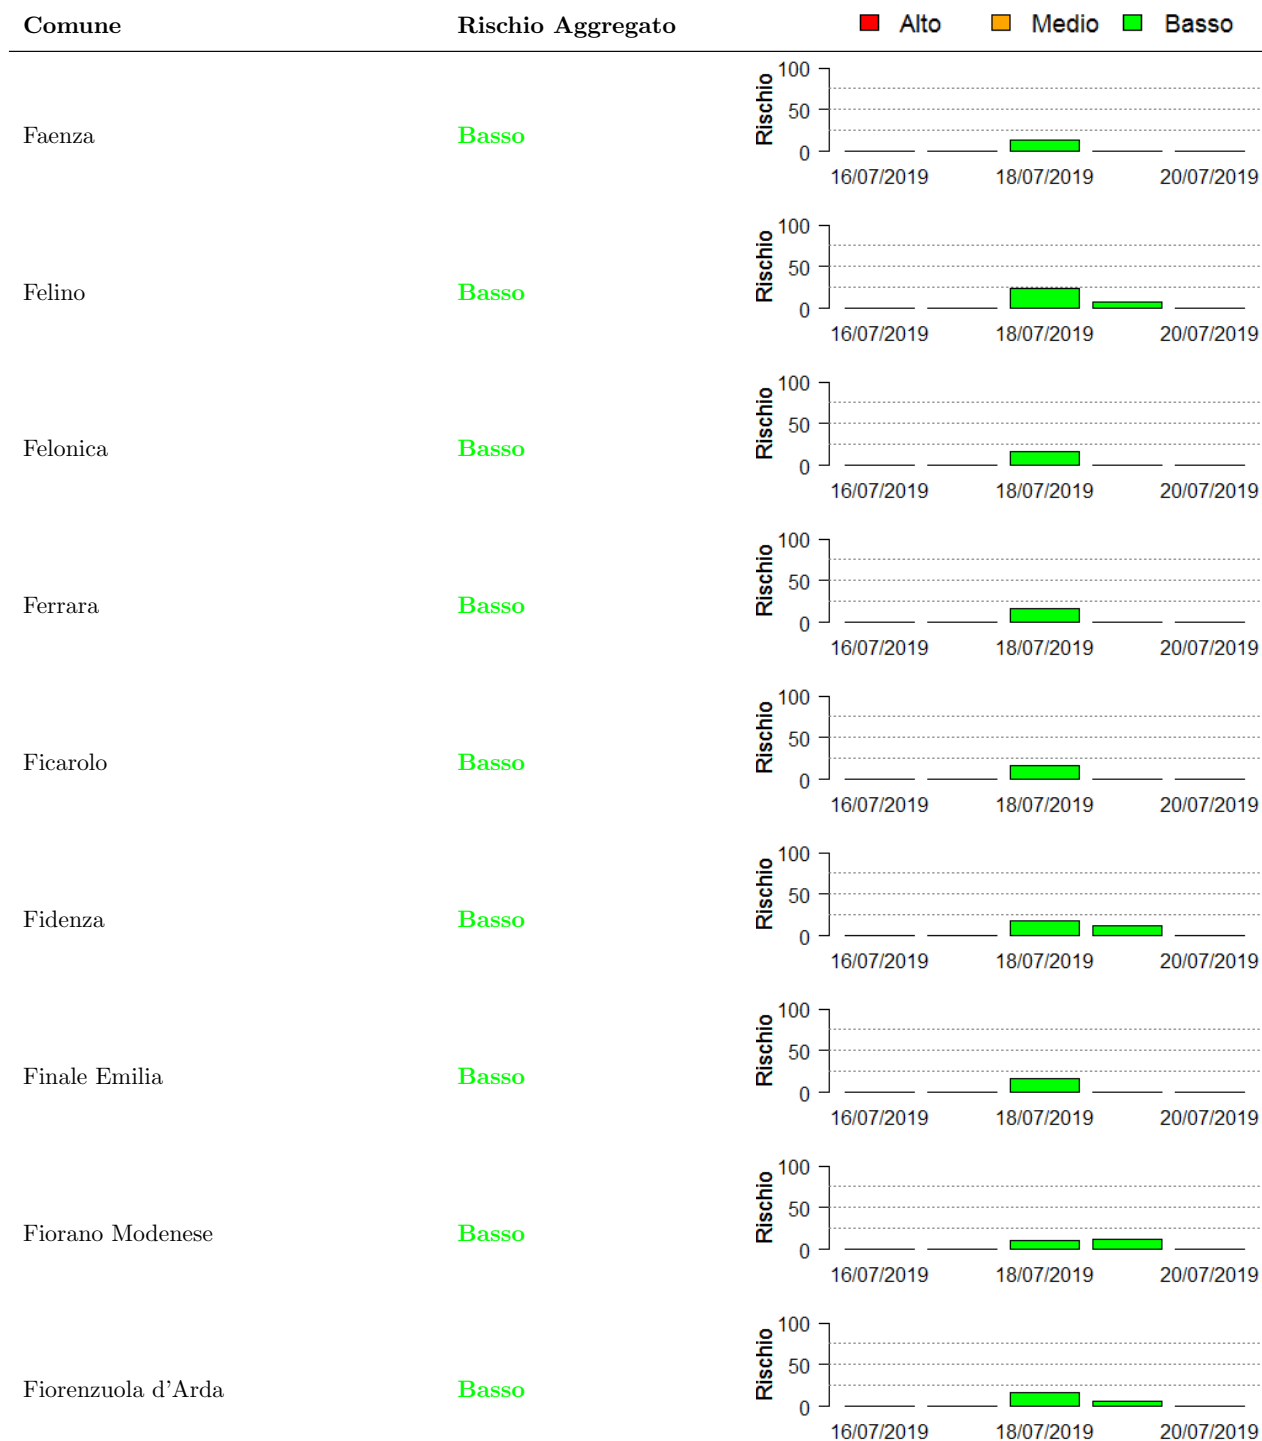 Comune Rischio Aggregato Alto Medio Basso
100
50
0
Rischio
Faenza Basso
16/07/2019 18/07/2019 20/07/2019
100
50
0
Rischio
Felino Basso
16/07/2019 18/07/2019 20/07/2019
100
50
0
Rischio
Felonica Basso
16/07/2019 18/07/2019 20/07/2019
100
50
0
Rischio
Ferrara Basso
16/07/2019 18/07/2019 20/07/2019
100
50
0
Rischio
Ficarolo Basso
16/07/2019 18/07/2019 20/07/2019
100
50
0
Rischio
Fidenza Basso
16/07/2019 18/07/2019 20/07/2019
100
50
0
Rischio
Finale Emilia Basso
16/07/2019 18/07/2019 20/07/2019
100
50
0
Rischio
Fiorano Modenese Basso
16/07/2019 18/07/2019 20/07/2019
100
50
0
Rischio
Fiorenzuola d'Arda Basso
16/07/2019 18/07/2019 20/07/2019